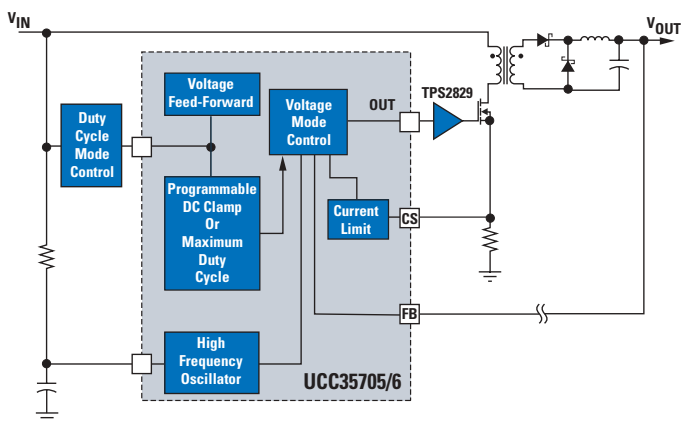 VIN
VOUT
Voltage
Feed-Forward
Voltage
Mode
Control
OUT
TPS2829
Duty
Cycle
Mode
Control
Programmable
DC Clamp
Or
Maximum
Duty
Cycle
Current
Limit
CS
FB
High
Frequency
Oscillator
UCC35705/6